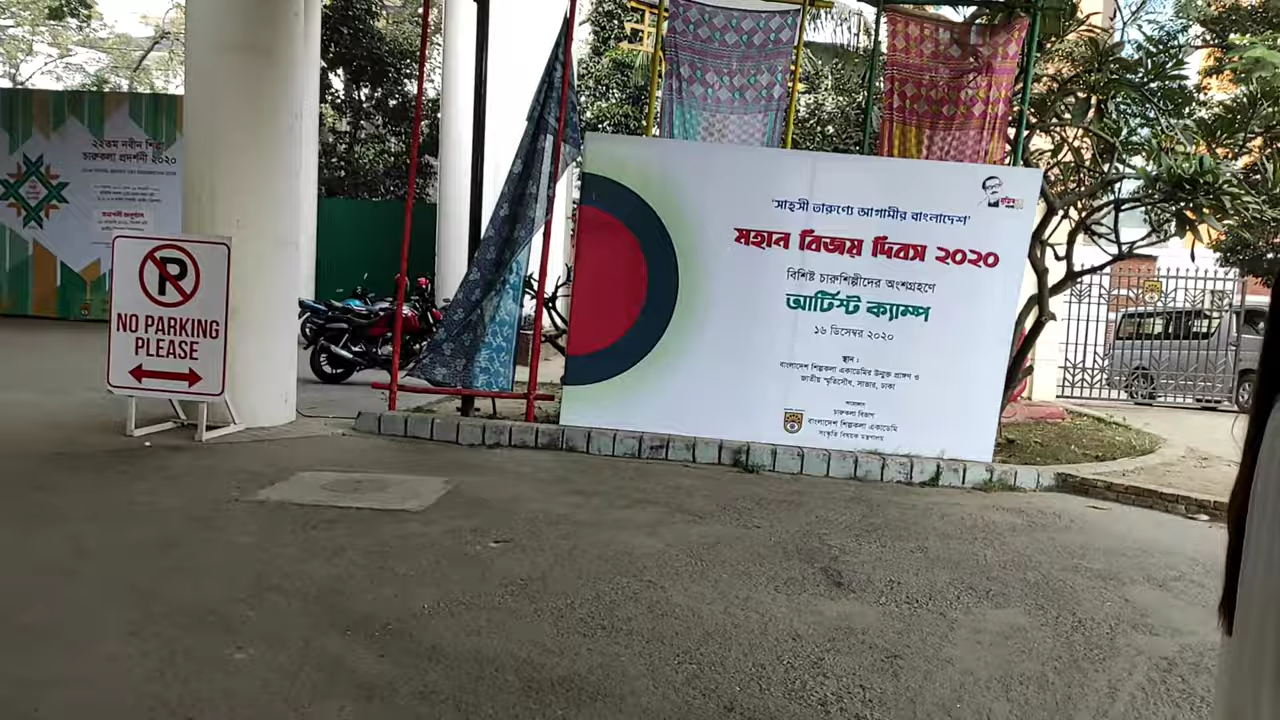 ২২তম নবীন শিল্পী
চারুকলা প্রদর্শনী ২০২০
P
NO PARKING
PLEASE
'সাহসী তারুণ্যে আগামীর বাংলাদেশ'
মহান বিজয় দিবস ২০২০
বিশিষ্ট চারুশিল্পীদের অংশগ্রহণে
আর্টিস্ট ক্যাম্প
১৬ ডিসেম্বর ২০২০
স্থান :
বাংলাদেশ শিল্পকলা একাডেমির উন্মুক্ত প্রাঙ্গণ ও
জাতীয় স্মৃতিসৌধ, সাভার, ঢাকা
চারুকলা বিভাগ
বাংলাদেশ শিল্পকলা একাডেমি
সংস্কৃতি বিষয়ক মন্ত্রণালয়